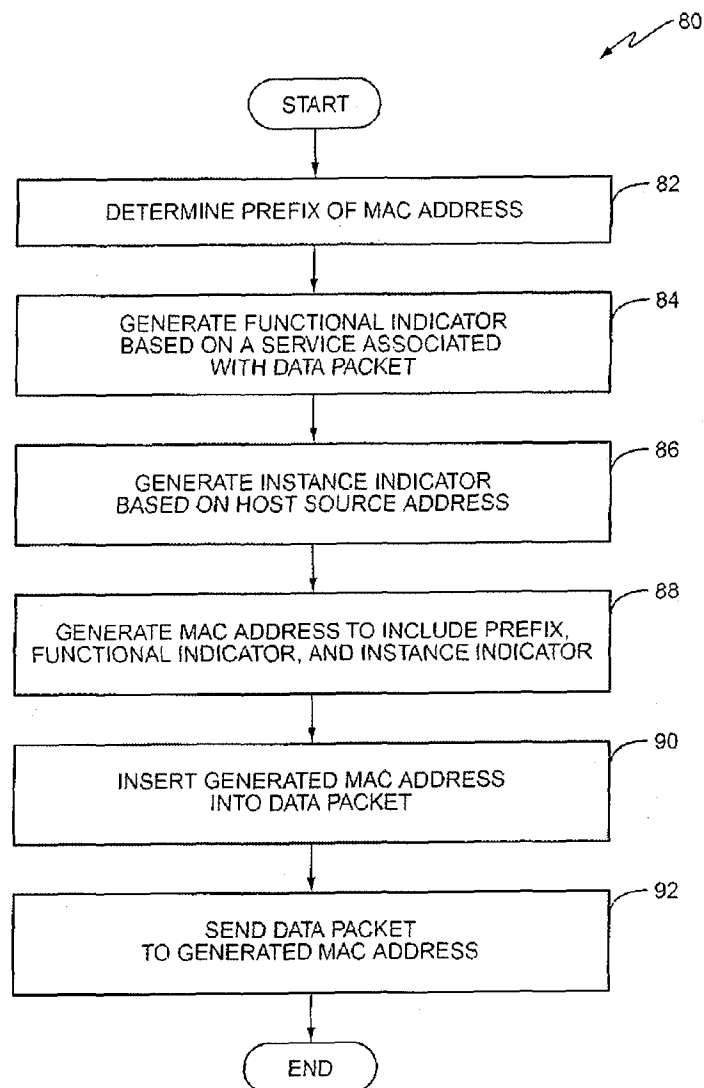 80
START
82
DETERMINE PREFIX OF MAC ADDRESS
84
GENERATE FUNCTIONAL INDICATOR
BASED ON A SERVICE ASSOCIATED
WITH DATA PACKET
86
GENERATE INSTANCE INDICATOR
BASED ON HOST SOURCE ADDRESS
88
GENERATE MAC ADDRESS TO INCLUDE PREFIX,
FUNCTIONAL INDICATOR, AND INSTANCE INDICATOR
90
INSERT GENERATED MAC ADDRESS
INTO DATA PACKET
92
SEND DATA PACKET
TO GENERATED MAC ADDRESS
END